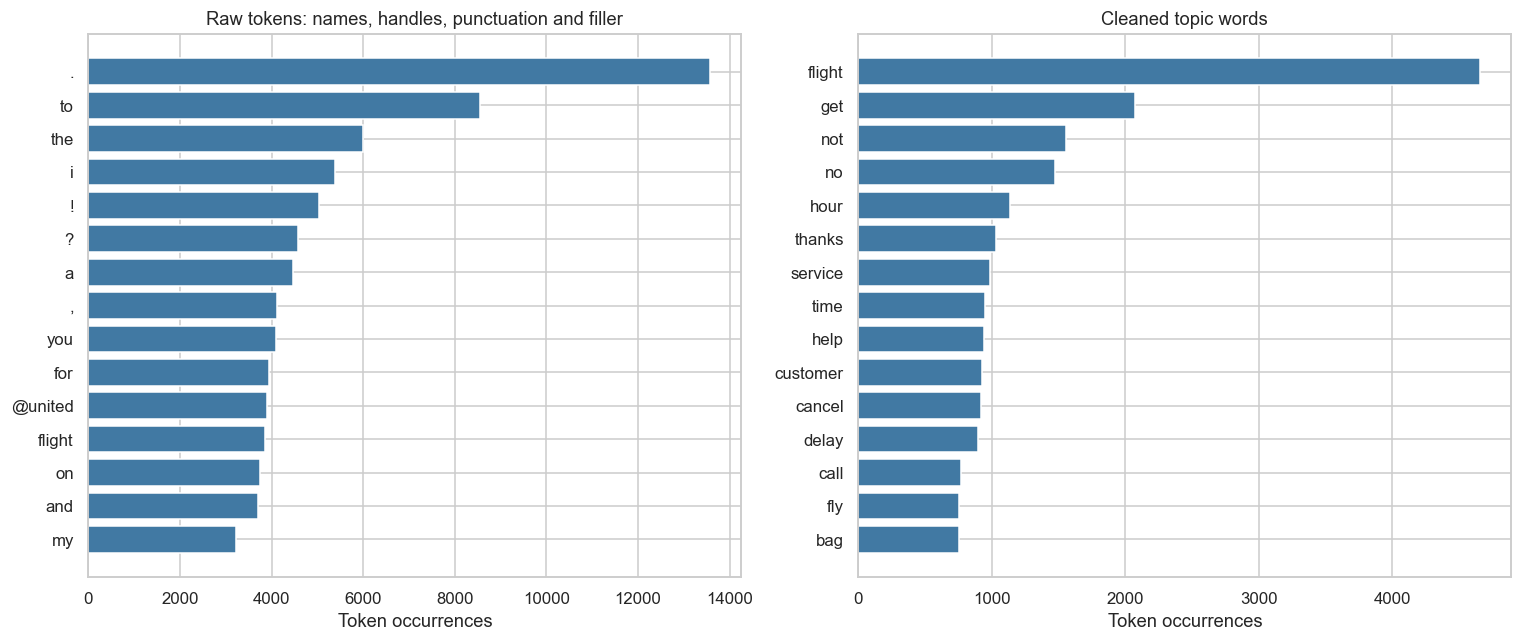 Raw tokens: names, handles, punctuation and filler
.
to
the
i
!
?
a
,
you
for
@united
flight
on
and
my
0 2000 4000 6000 8000 10000 12000 14000
Token occurrences
Cleaned topic words
flight
get
not
no
hour
thanks
service
time
help
customer
cancel
delay
call
fly
bag
0 1000 2000 3000 4000
Token occurrences